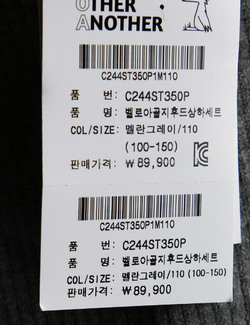 OTHER
ANOTHER
C244ST350P1M110
품 번: C244ST350P
품 명: 벨로아골지후드상하세트
COL/SIZE: 멜란그레이/110
(100-150)
판매가격: ₩89,900
C244ST350P1M110
품 번: C244ST350P
품 명: 벨로아골지후드상하세트
COL/SIZE: 멜란그레이/110 (100-150)
판매가격: ₩89,900